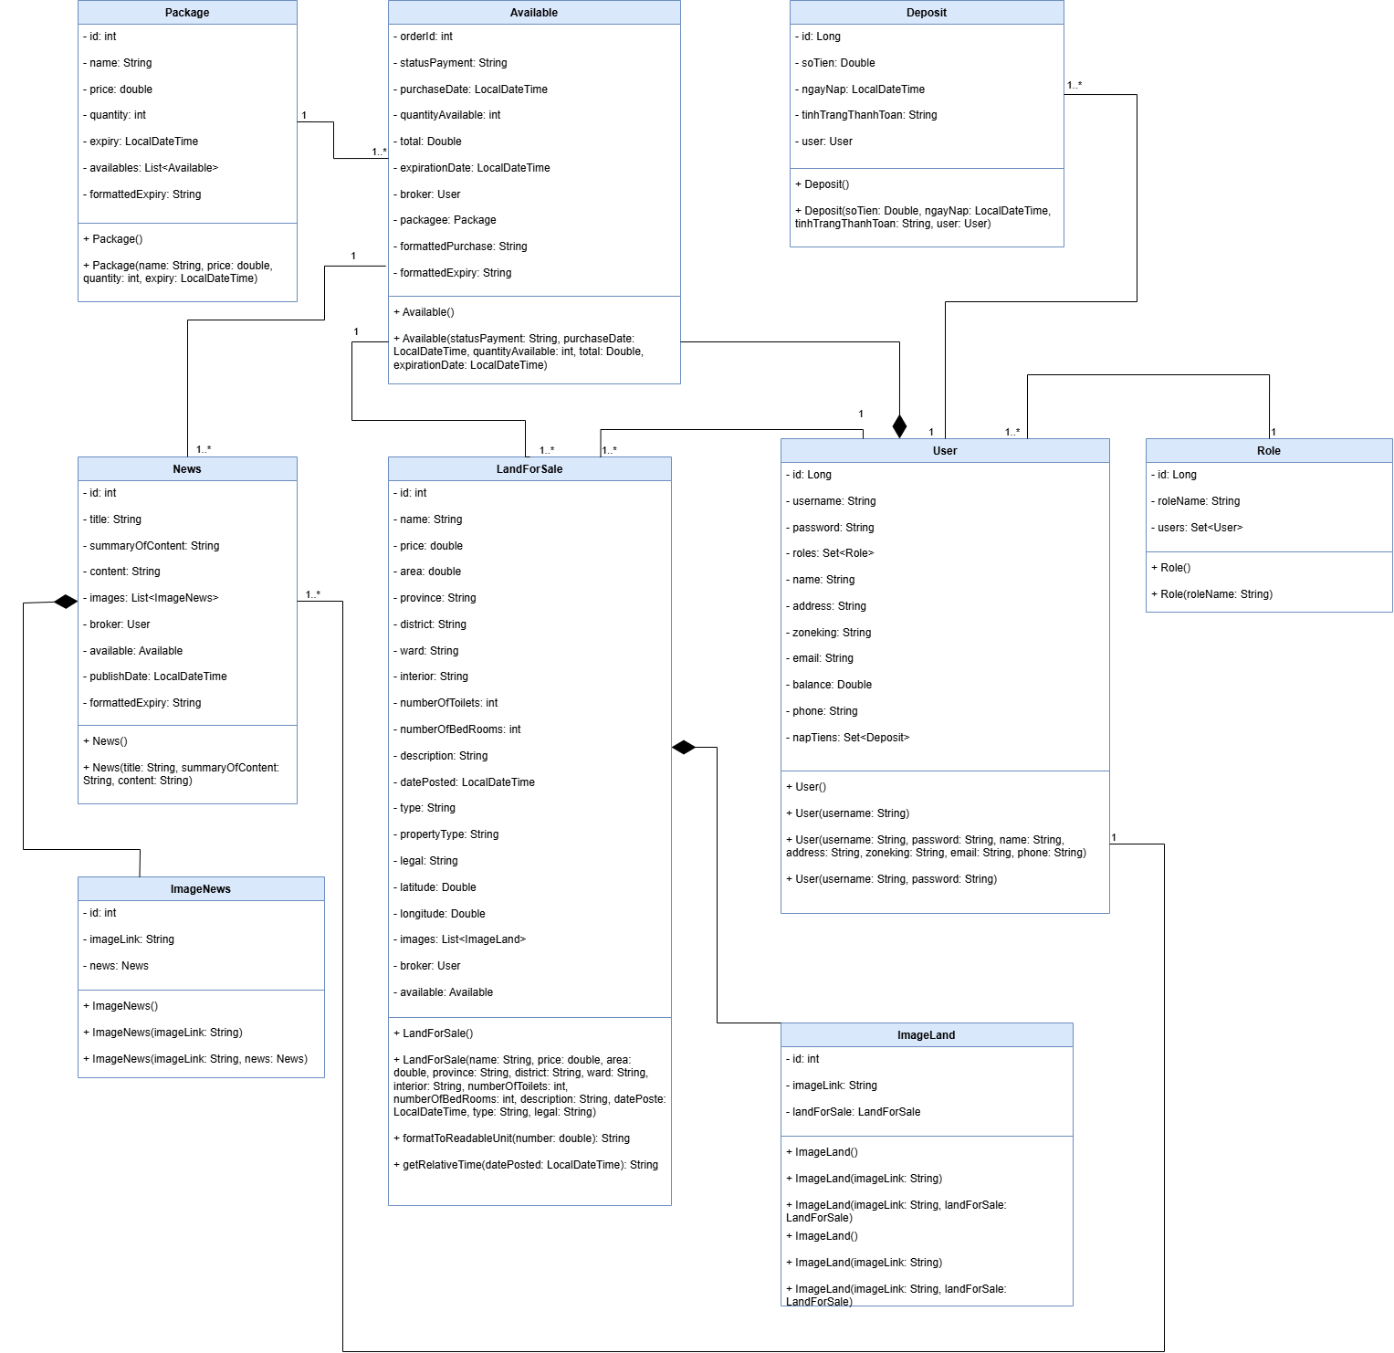 Package
- id: int
- name: String
- price: double
- quantity: int
- expiry: LocalDateTime
- availables: List<Available>
- formattedExpiry: String
+ Package()
+ Package(name: String, price: double,
quantity: int, expiry: LocalDateTime)
1
1..*
Available
- orderId: int
- statusPayment: String
- purchaseDate: LocalDateTime
- quantityAvailable: int
- total: Double
- expirationDate: LocalDateTime
- broker: User
- packagee: Package
- formattedPurchase: String
- formattedExpiry: String
+ Available()
+ Available(statusPayment: String, purchaseDate:
LocalDateTime, quantityAvailable: int, total: Double,
expirationDate: LocalDateTime)
1
1
Deposit
- id: Long
- soTien: Double
- ngayNap: LocalDateTime
- tinhTrangThanhToan: String
- user: User
+ Deposit()
+ Deposit(soTien: Double, ngayNap: LocalDateTime,
tinhTrangThanhToan: String, user: User)
1..*
1..*
News
- id: int
- title: String
- summaryOfContent: String
- content: String
- images: List<ImageNews>
- broker: User
- available: Available
- publishDate: LocalDateTime
- formattedExpiry: String
+ News()
+ News(title: String, summaryOfContent:
String, content: String)
1..*
1..*
1..*
LandForSale
- id: int
- name: String
- price: double
- area: double
- province: String
- district: String
- ward: String
- interior: String
- numberOfToilets: int
- numberOfBedRooms: int
- description: String
- datePosted: LocalDateTime
- type: String
- propertyType: String
- legal: String
- latitude: Double
- longitude: Double
- images: List<ImageLand>
- broker: User
- available: Available
+ LandForSale()
+ LandForSale(name: String, price: double, area:
double, province: String, district: String, ward: String,
interior: String, numberOfToilets: int,
numberOfBedRooms: int, description: String, datePoste:
LocalDateTime, type: String, legal: String)
+ formatToReadableUnit(number: double): String
+ getRelativeTime(datePosted: LocalDateTime): String
1
1
1..*
User
- id: Long
- username: String
- password: String
- roles: Set<Role>
- name: String
- address: String
- zoneking: String
- email: String
- balance: Double
- phone: String
- napTiens: Set<Deposit>
+ User()
+ User(username: String)
+ User(username: String, password: String, name: String,
address: String, zoneking: String, email: String, phone: String)
+ User(username: String, password: String)
1
1
Role
- id: Long
- roleName: String
- users: Set<User>
+ Role()
+ Role(roleName: String)
ImageNews
- id: int
- imageLink: String
- news: News
+ ImageNews()
+ ImageNews(imageLink: String)
+ ImageNews(imageLink: String, news: News)
ImageLand
- id: int
- imageLink: String
- landForSale: LandForSale
+ ImageLand()
+ ImageLand(imageLink: String)
+ ImageLand(imageLink: String, landForSale:
LandForSale)
+ ImageLand()
+ ImageLand(imageLink: String)
+ ImageLand(imageLink: String, landForSale:
LandForSale)